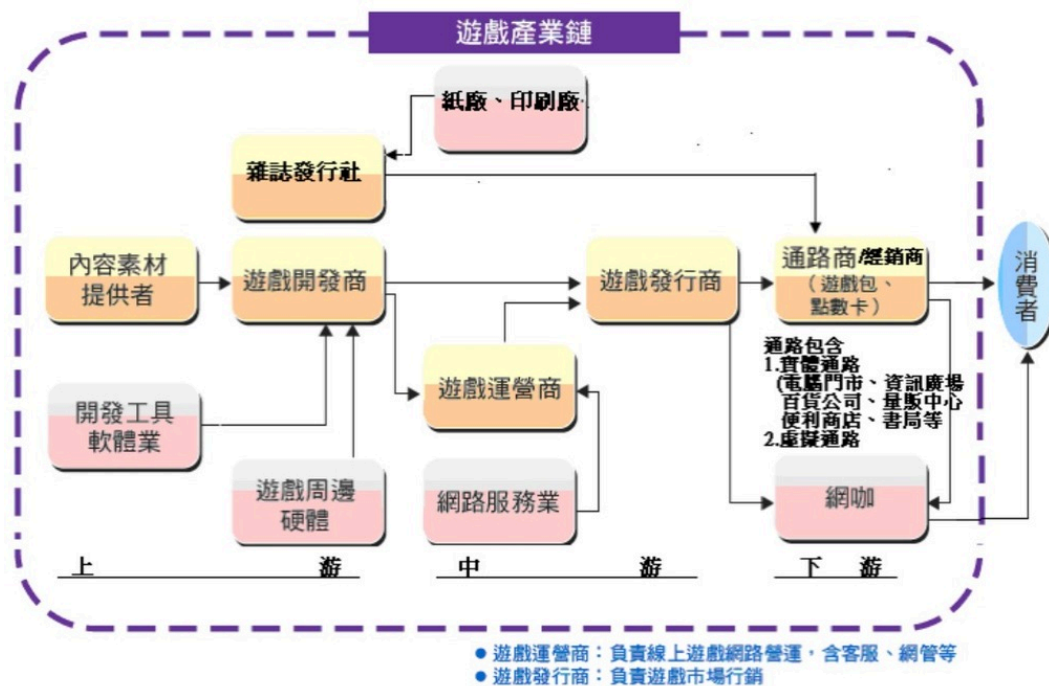 遊戲產業鏈
紙廠、印刷廠
雜誌發行社
內容素材
提供者
遊戲開發商
遊戲發行商
通路商/經銷商
（遊戲包、
點數卡）
消費者
通路包含
1.實體通路
(電腦門市、資訊廣場
百貨公司、量販中心
便利商店、書局等
2.虛擬通路
遊戲運營商
開發工具
軟體業
遊戲周邊
硬體
網路服務業
網咖
上 游
中 游
下 游
● 遊戲運營商：負責線上遊戲網路營運，含客服、網管等
● 遊戲發行商：負責遊戲市場行銷